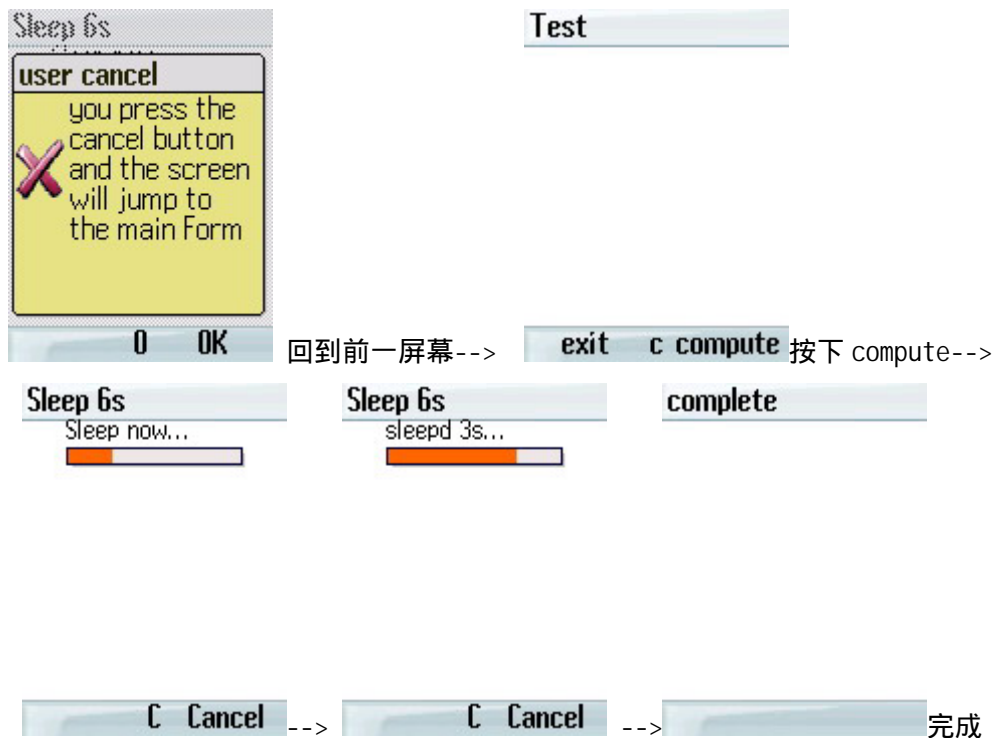 Sleep 6s
user cancel
you press the
cancel button
and the screen
will jump to
the main Form
0 OK
回到前一屏幕-->
Test
exit c compute
按下 compute-->
Sleep 6s
Sleep now...
C Cancel
-->
Sleep 6s
sleepd 3s...
C Cancel
-->
complete
完成